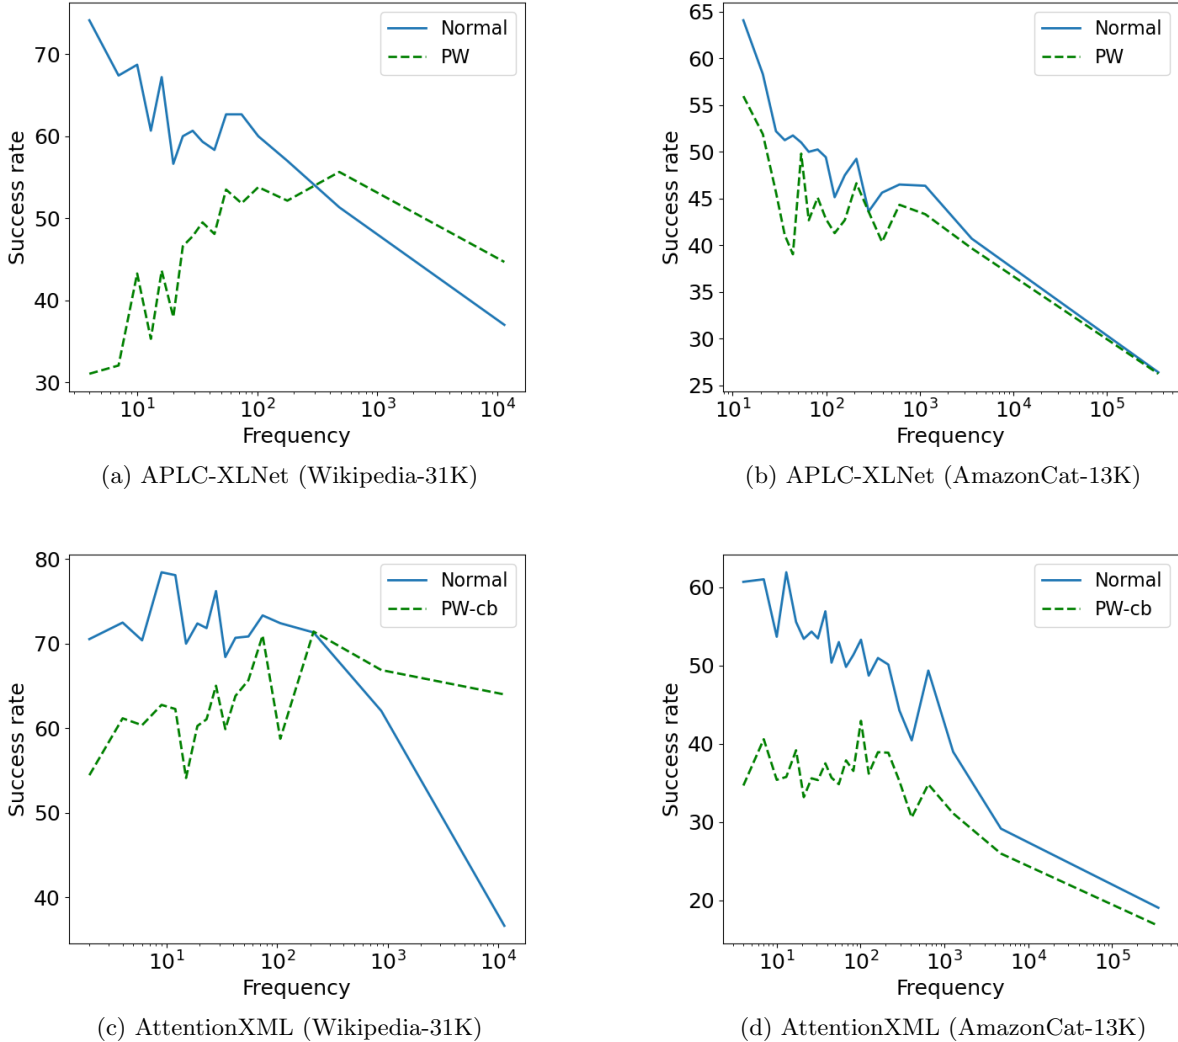 Normal
PW
70
60
50
40
30
Success rate
10^1
10^2
10^3
10^4
Frequency
(a) APLC-XLNet (Wikipedia-31K)
Normal
PW
65
60
55
50
45
40
35
30
25
Success rate
10^1
10^2
10^3
10^4
10^5
Frequency
(b) APLC-XLNet (AmazonCat-13K)
Normal
PW-cb
80
70
60
50
40
Success rate
10^1
10^2
10^3
10^4
Frequency
(c) AttentionXML (Wikipedia-31K)
Normal
PW-cb
60
50
40
30
20
Success rate
10^1
10^2
10^3
10^4
10^5
Frequency
(d) AttentionXML (AmazonCat-13K)